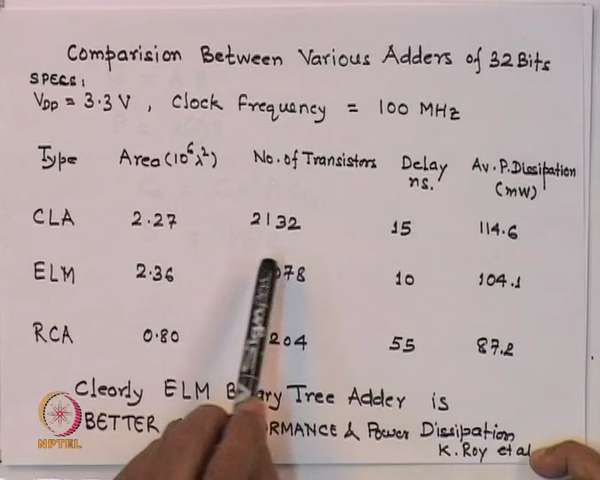 Comparision Between Various Adders of 32 Bits
SPECS:
VDD = 3.3 V, Clock Frequency = 100 MHz
Type Area (10⁶ λ²) No. of Transistors Delay ns. Av. P. Dissipation (mW)
CLA 2.27 2132 15 114.6
ELM 2.36 10 104.1
RCA 0.80 55 87.2
Clearly ELM Tree Adder is
BETTER & Power Dissipation
K. Roy et al
NPTEL